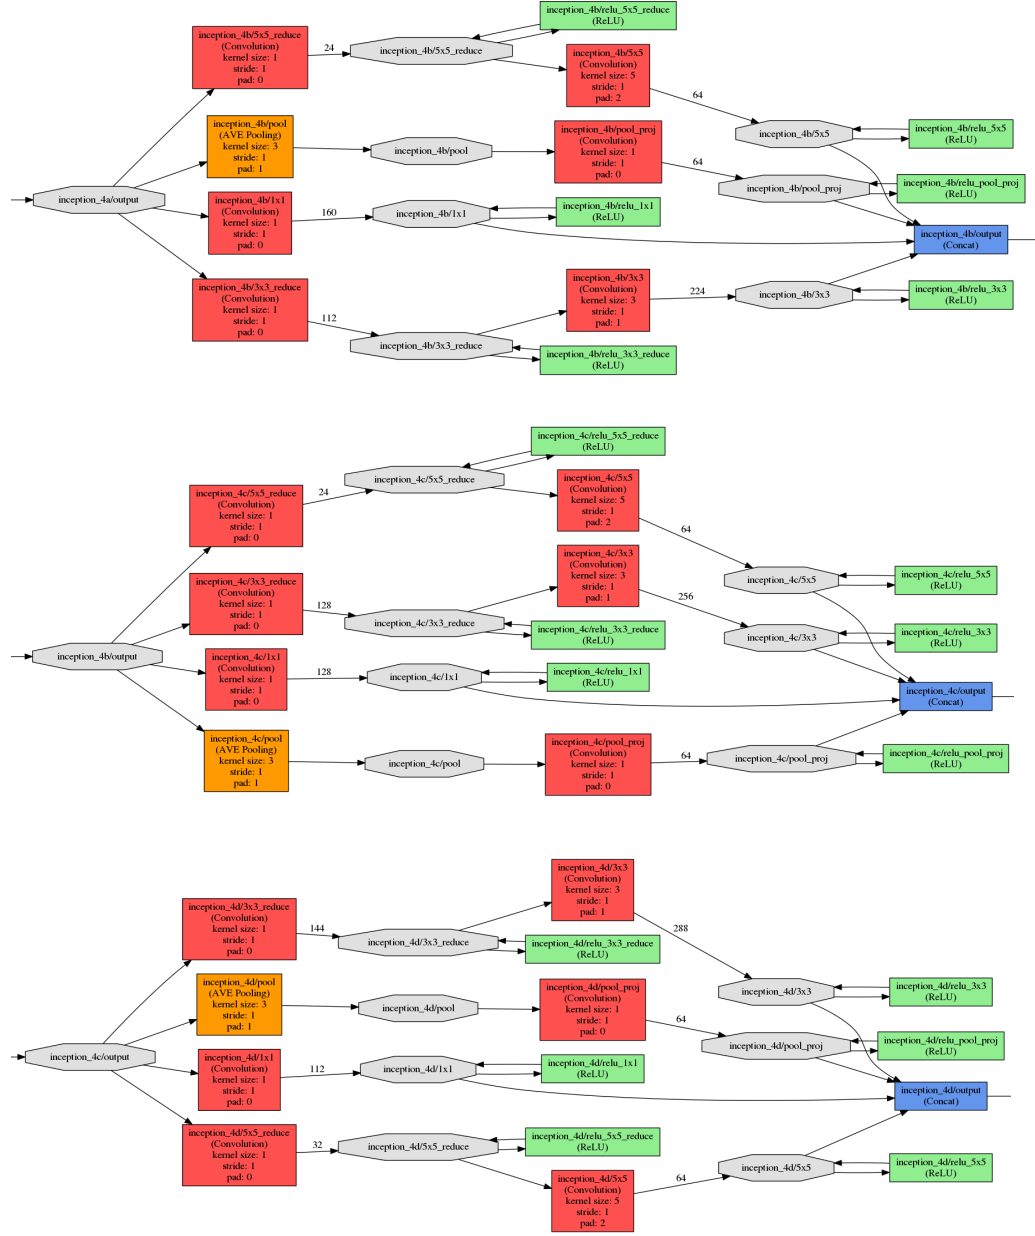 inception_4b/relu_5x5_reduce
(ReLU)
inception_4b/5x5_reduce
(Convolution)
kernel size: 1
stride: 1
pad: 0
24
inception_4b/5x5_reduce
inception_4b/5x5
(Convolution)
kernel size: 5
stride: 1
pad: 2
64
inception_4b/pool
(AVE Pooling)
kernel size: 3
stride: 1
pad: 1
inception_4b/pool
inception_4b/pool_proj
(Convolution)
kernel size: 1
stride: 1
pad: 0
64
inception_4b/5x5
inception_4b/relu_5x5
(ReLU)
inception_4a/output
inception_4b/1x1
(Convolution)
kernel size: 1
stride: 1
pad: 0
160
inception_4b/1x1
inception_4b/relu_1x1
(ReLU)
inception_4b/pool_proj
inception_4b/relu_pool_proj
(ReLU)
inception_4b/output
(Concat)
inception_4b/3x3_reduce
(Convolution)
kernel size: 1
stride: 1
pad: 0
112
inception_4b/3x3_reduce
inception_4b/3x3
(Convolution)
kernel size: 3
stride: 1
pad: 1
224
inception_4b/3x3
inception_4b/relu_3x3
(ReLU)
inception_4b/relu_3x3_reduce
(ReLU)
inception_4c/relu_5x5_reduce
(ReLU)
inception_4c/5x5_reduce
(Convolution)
kernel size: 1
stride: 1
pad: 0
24
inception_4c/5x5_reduce
inception_4c/5x5
(Convolution)
kernel size: 5
stride: 1
pad: 2
64
inception_4c/3x3_reduce
(Convolution)
kernel size: 1
stride: 1
pad: 0
128
inception_4c/3x3_reduce
inception_4c/3x3
(Convolution)
kernel size: 3
stride: 1
pad: 1
256
inception_4c/5x5
inception_4c/relu_5x5
(ReLU)
inception_4c/relu_3x3_reduce
(ReLU)
inception_4c/3x3
inception_4c/relu_3x3
(ReLU)
inception_4b/output
inception_4c/1x1
(Convolution)
kernel size: 1
stride: 1
pad: 0
128
inception_4c/1x1
inception_4c/relu_1x1
(ReLU)
inception_4c/output
(Concat)
inception_4c/pool
(AVE Pooling)
kernel size: 3
stride: 1
pad: 1
inception_4c/pool
inception_4c/pool_proj
(Convolution)
kernel size: 1
stride: 1
pad: 0
64
inception_4c/pool_proj
inception_4c/relu_pool_proj
(ReLU)
inception_4d/3x3
(Convolution)
kernel size: 3
stride: 1
pad: 1
288
inception_4d/3x3_reduce
(Convolution)
kernel size: 1
stride: 1
pad: 0
144
inception_4d/3x3_reduce
inception_4d/relu_3x3_reduce
(ReLU)
inception_4d/pool
(AVE Pooling)
kernel size: 3
stride: 1
pad: 1
inception_4d/pool
inception_4d/pool_proj
(Convolution)
kernel size: 1
stride: 1
pad: 0
64
inception_4d/3x3
inception_4d/relu_3x3
(ReLU)
inception_4d/pool_proj
inception_4d/relu_pool_proj
(ReLU)
inception_4c/output
inception_4d/1x1
(Convolution)
kernel size: 1
stride: 1
pad: 0
112
inception_4d/1x1
inception_4d/relu_1x1
(ReLU)
inception_4d/output
(Concat)
inception_4d/5x5_reduce
(Convolution)
kernel size: 1
stride: 1
pad: 0
32
inception_4d/5x5_reduce
inception_4d/relu_5x5_reduce
(ReLU)
inception_4d/5x5
(Convolution)
kernel size: 5
stride: 1
pad: 2
64
inception_4d/5x5
inception_4d/relu_5x5
(ReLU)